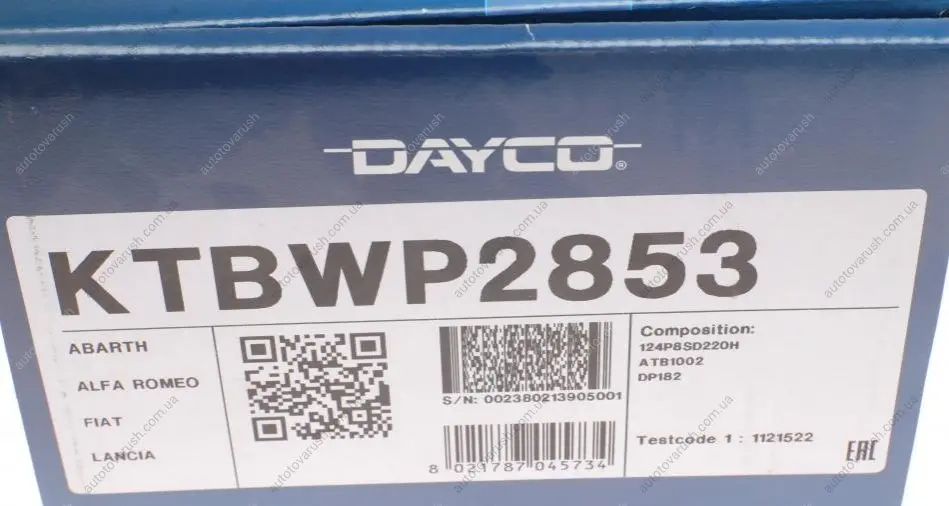 DAYCO®
KTBWP2853
ABARTH
ALFA ROMEO
FIAT
LANCIA
S/N: 002380213905001
8 021787 045734
Composition:
124P8SD220H
ATB1002
DP182
Testcode 1 : 1121522
EAC
autotovarush.com.ua